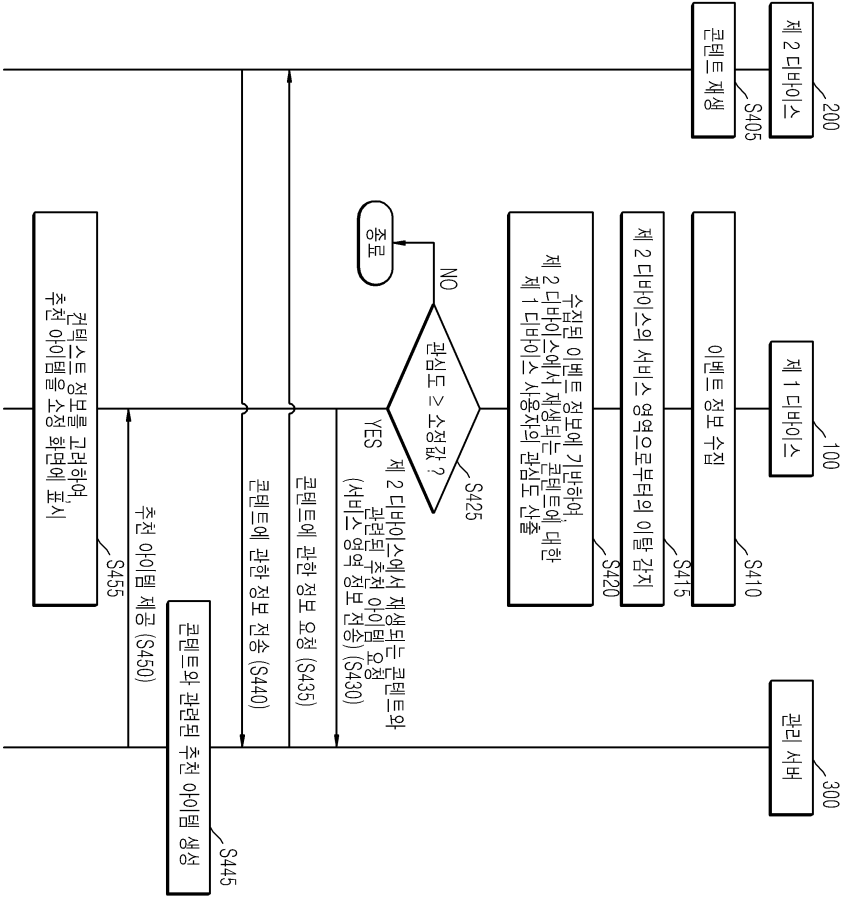 제 2 디바이스
200
제 1 디바이스
100
관리 서버
300
콘텐트 재생
S405
이벤트 정보 수집
S410
제 2 디바이스의 서비스 영역으로부터의 이탈 감지
S415
수집된 이벤트 정보에 기반하여,
제 2 디바이스에서 재생되는 콘텐트에 대한
제 1 디바이스 사용자의 관심도 산출
S420
관심도 ≥ 소정값 ?
S425
NO
종료
YES
제 2 디바이스에서 재생되는 콘텐트와
관련된 추천 아이템 요청
(서비스 영역 정보 전송) (S430)
콘텐트에 관한 정보 요청 (S435)
콘텐트에 관한 정보 전송 (S440)
콘텐트와 관련된 추천 아이템 생성
S445
추천 아이템 제공 (S450)
컨텍스트 정보를 고려하여,
추천 아이템을 소정 화면에 표시
S455